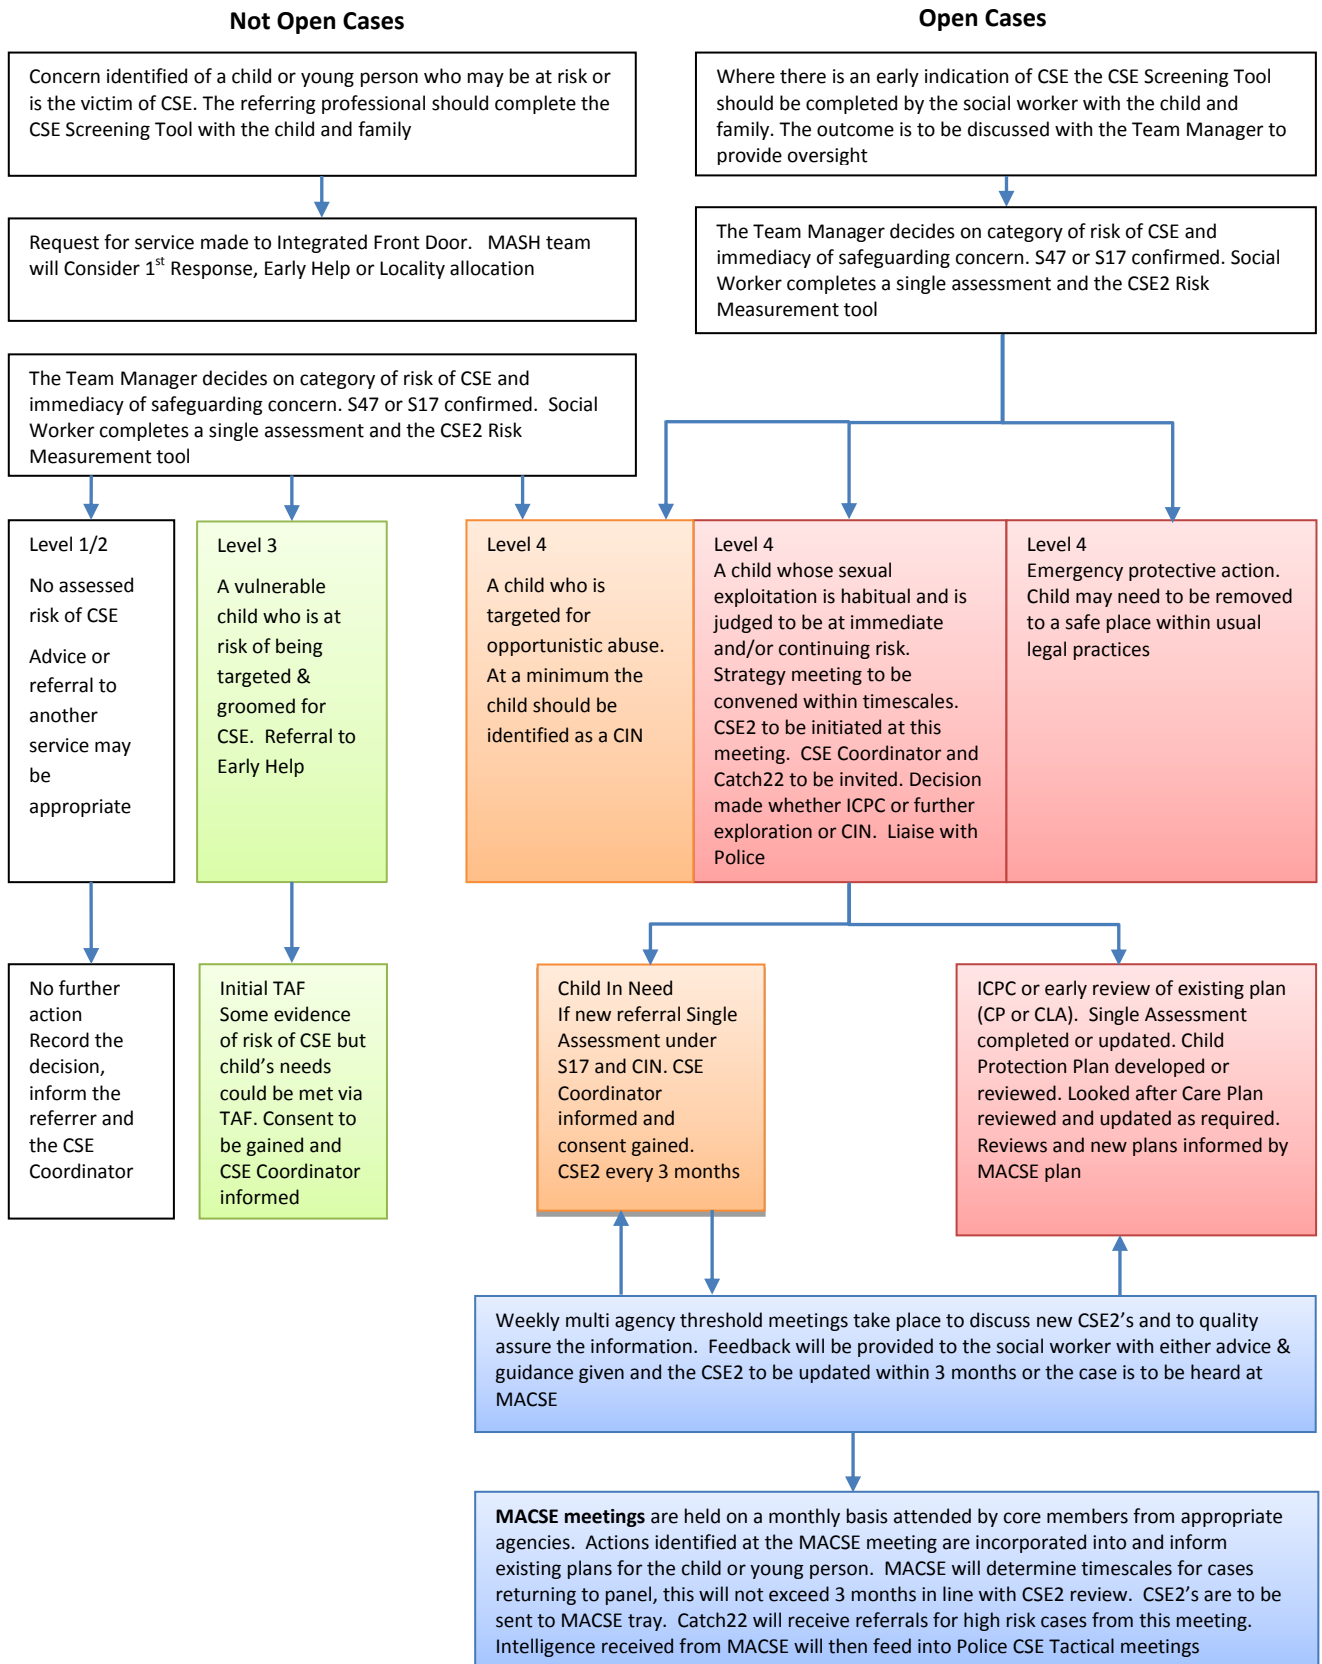 Not Open Cases
Open Cases
Concern identified of a child or young person who may be at risk or
is the victim of CSE. The referring professional should complete the
CSE Screening Tool with the child and family
Where there is an early indication of CSE the CSE Screening Tool
should be completed by the social worker with the child and
family. The outcome is to be discussed with the Team Manager to
provide oversight
Request for service made to Integrated Front Door.   MASH team
will Consider 1st Response, Early Help or Locality allocation
The Team Manager decides on category of risk of CSE and
immediacy of safeguarding concern. S47 or S17 confirmed. Social
Worker completes a single assessment and the CSE2 Risk
Measurement tool
The Team Manager decides on category of risk of CSE and
immediacy of safeguarding concern. S47 or S17 confirmed.  Social
Worker completes a single assessment and the CSE2 Risk
Measurement tool
Level 1/2
No assessed
risk of CSE
Advice or
referral to
another
service may
be
appropriate
Level 3
A vulnerable
child who is at
risk of being
targeted &
groomed for
CSE.  Referral to
Early Help
Level 4
A child who is
targeted for
opportunistic abuse.
At a minimum the
child should be
identified as a CIN
Level 4
A child whose sexual
exploitation is habitual and is
judged to be at immediate
and/or continuing risk.
Strategy meeting to be
convened within timescales.
CSE2 to be initiated at this
meeting.  CSE Coordinator and
Catch22 to be invited. Decision
made whether ICPC or further
exploration or CIN.  Liaise with
Police
Level 4
Emergency protective action.
Child may need to be removed
to a safe place within usual
legal practices
No further
action
Record the
decision,
inform the
referrer and
the CSE
Coordinator
Initial TAF
Some evidence
of risk of CSE but
child's needs
could be met via
TAF. Consent to
be gained and
CSE Coordinator
informed
Child In Need
If new referral Single
Assessment under
S17 and CIN. CSE
Coordinator
informed and
consent gained.
CSE2 every 3 months
ICPC or early review of existing plan
(CP or CLA).  Single Assessment
completed or updated. Child
Protection Plan developed or
reviewed. Looked after Care Plan
reviewed and updated as required.
Reviews and new plans informed by
MACSE plan
Weekly multi agency threshold meetings take place to discuss new CSE2's and to quality
assure the information.  Feedback will be provided to the social worker with either advice &
guidance given and the CSE2 to be updated within 3 months or the case is to be heard at
MACSE
MACSE meetings are held on a monthly basis attended by core members from appropriate
agencies.  Actions identified at the MACSE meeting are incorporated into and inform
existing plans for the child or young person.  MACSE will determine timescales for cases
returning to panel, this will not exceed 3 months in line with CSE2 review.  CSE2's are to be
sent to MACSE tray.  Catch22 will receive referrals for high risk cases from this meeting.
Intelligence received from MACSE will then feed into Police CSE Tactical meetings